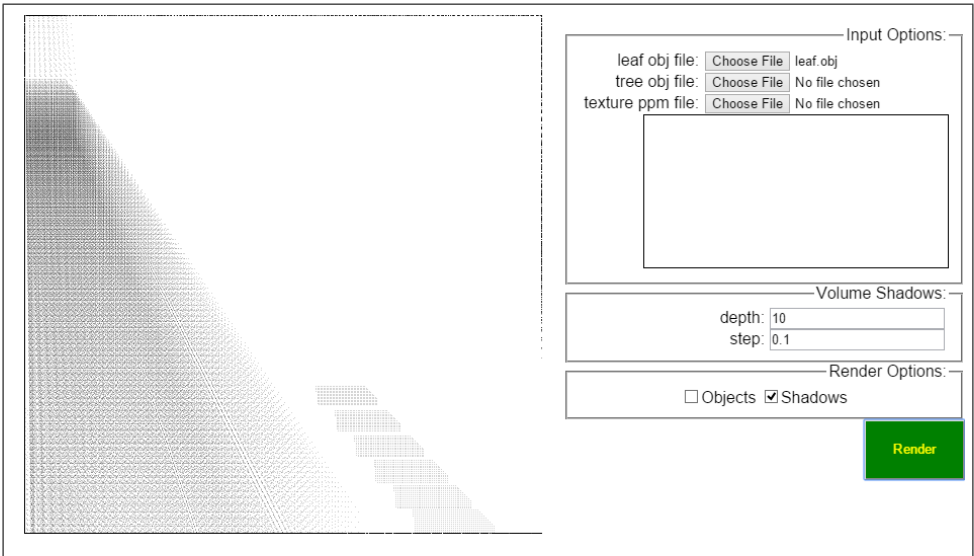 Input Options:
leaf obj file: Choose File leaf.obj
tree obj file: Choose File No file chosen
texture ppm file: Choose File No file chosen
Volume Shadows:
depth: 10
step: 0.1
Render Options:
Objects Shadows
Render